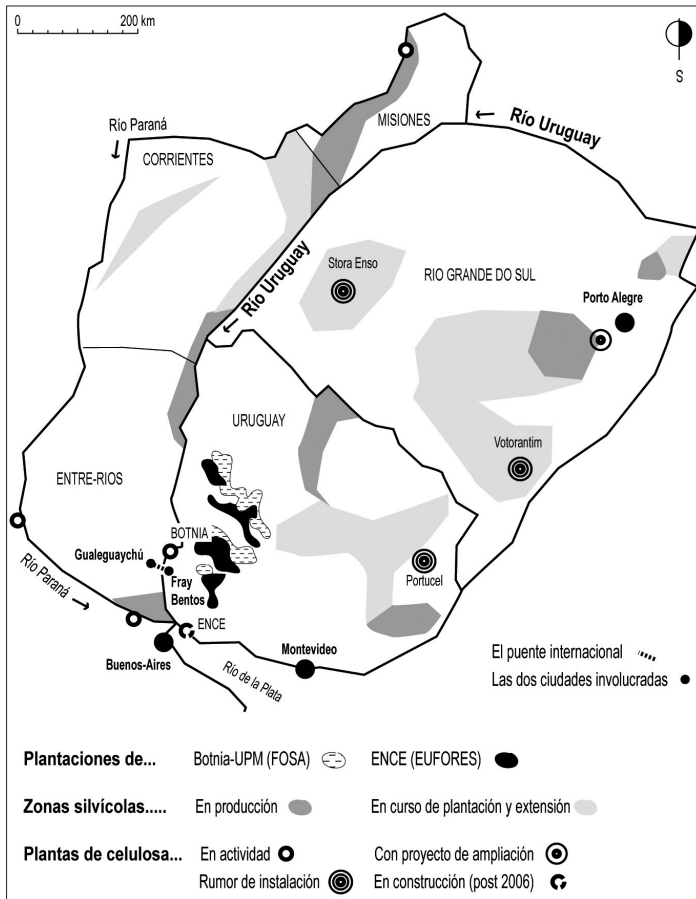 0 200 km
S
Río Paraná
MISIONES
Río Uruguay
CORRIENTES
Stora Enso
RIO GRANDE DO SUL
Río Uruguay
Porto Alegre
URUGUAY
Votorantim
ENTRE-RIOS
BOTNIA
Gualeguaychú
Fray
Bentos
Río Paraná
Portucel
ENCE
Buenos-Aires
Montevideo
Río de la Plata
El puente internacional
Las dos ciudades involucradas
Plantaciones de... Botnia-UPM (FOSA) ENCE (EUFORES)
Zonas silvícolas..... En producción En curso de plantación y extensión
Plantas de celulosa... En actividad Con proyecto de ampliación
Rumor de instalación En construcción (post 2006)